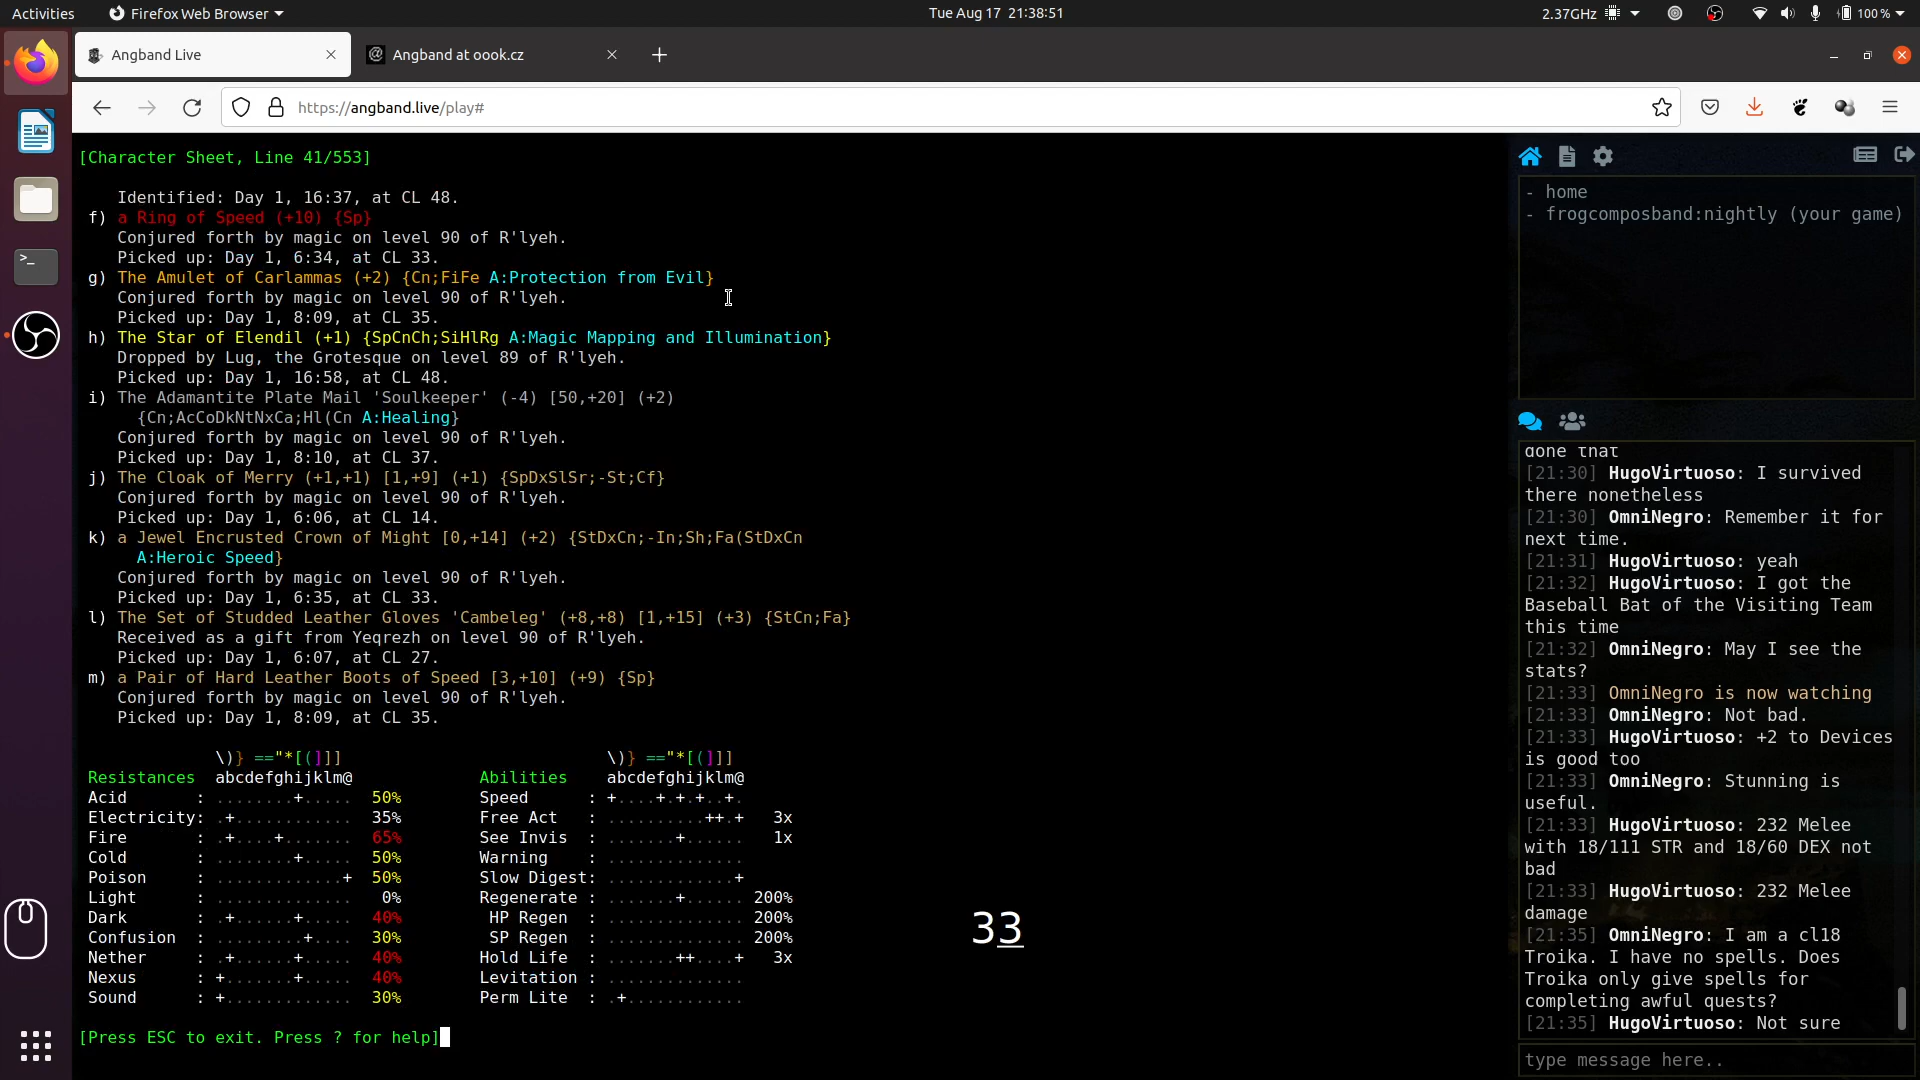 Activities
Firefox Web Browser
Tue Aug 17 21:38:51
2.37GHz
100 %
Angband Live
Angband at oook.cz
https://angband.live/play#
[Character Sheet, Line 41/553]
Identified: Day 1, 16:37, at CL 48.
f) a Ring of Speed (+10) {Sp}
Conjured forth by magic on level 90 of R'lyeh.
Picked up: Day 1, 6:34, at CL 33.
g) The Amulet of Carlammas (+2) {Cn;FiFe A:Protection from Evil}
Conjured forth by magic on level 90 of R'lyeh.
Picked up: Day 1, 8:09, at CL 35.
h) The Star of Elendil (+1) {SpCnCh;SiHlRg A:Magic Mapping and Illumination}
Dropped by Lug, the Grotesque on level 89 of R'lyeh.
Picked up: Day 1, 16:58, at CL 48.
i) The Adamantite Plate Mail 'Soulkeeper' (-4) [50,+20] (+2)
{Cn;AcCoDkNtNxCa;Hl(Cn A:Healing}
Conjured forth by magic on level 90 of R'lyeh.
Picked up: Day 1, 8:10, at CL 37.
j) The Cloak of Merry (+1,+1) [1,+9] (+1) {SpDxSlSr;-St;Cf}
Conjured forth by magic on level 90 of R'lyeh.
Picked up: Day 1, 6:06, at CL 14.
k) a Jewel Encrusted Crown of Might [0,+14] (+2) {StDxCn;-In;Sh;Fa(StDxCn
A:Heroic Speed}
Conjured forth by magic on level 90 of R'lyeh.
Picked up: Day 1, 6:35, at CL 33.
l) The Set of Studded Leather Gloves 'Cambeleg' (+8,+8) [1,+15] (+3) {StCn;Fa}
Received as a gift from Yeqrezh on level 90 of R'lyeh.
Picked up: Day 1, 6:07, at CL 27.
m) a Pair of Hard Leather Boots of Speed [3,+10] (+9) {Sp}
Conjured forth by magic on level 90 of R'lyeh.
Picked up: Day 1, 8:09, at CL 35.
\)} =="*[(]]] \)} =="*[(]]]
Resistances abcdefghijklm@ Abilities abcdefghijklm@
Acid : ........+..... 50% Speed : +....+.+.+..+.
Electricity: .+............ 35% Free Act : ..........++.+ 3x
Fire : .+....+....... 65% See Invis : .......+...... 1x
Cold : ........+..... 50% Warning : ..............
Poison : .............+ 50% Slow Digest: .............+
Light : .............. 0% Regenerate : .......+...... 200%
Dark : .+......+..... 40% HP Regen : .............. 200%
Confusion : .........+.... 30% SP Regen : .............. 200%
Nether : .+......+..... 40% Hold Life : .......++....+ 3x
Nexus : +.......+..... 40% Levitation : ..............
Sound : +............. 30% Perm Lite : .+............
[Press ESC to exit. Press ? for help]
33
- home
- frogcomposband:nightly (your game)
done that
[21:30] HugoVirtuoso: I survived
there nonetheless
[21:30] OmniNegro: Remember it for
next time.
[21:31] HugoVirtuoso: yeah
[21:32] HugoVirtuoso: I got the
Baseball Bat of the Visiting Team
this time
[21:32] OmniNegro: May I see the
stats?
[21:33] OmniNegro is now watching
[21:33] OmniNegro: Not bad.
[21:33] HugoVirtuoso: +2 to Devices
is good too
[21:33] OmniNegro: Stunning is
useful.
[21:33] HugoVirtuoso: 232 Melee
with 18/111 STR and 18/60 DEX not
bad
[21:33] HugoVirtuoso: 232 Melee
damage
[21:35] OmniNegro: I am a cl18
Troika. I have no spells. Does
Troika only give spells for
completing awful quests?
[21:35] HugoVirtuoso: Not sure
type message here..